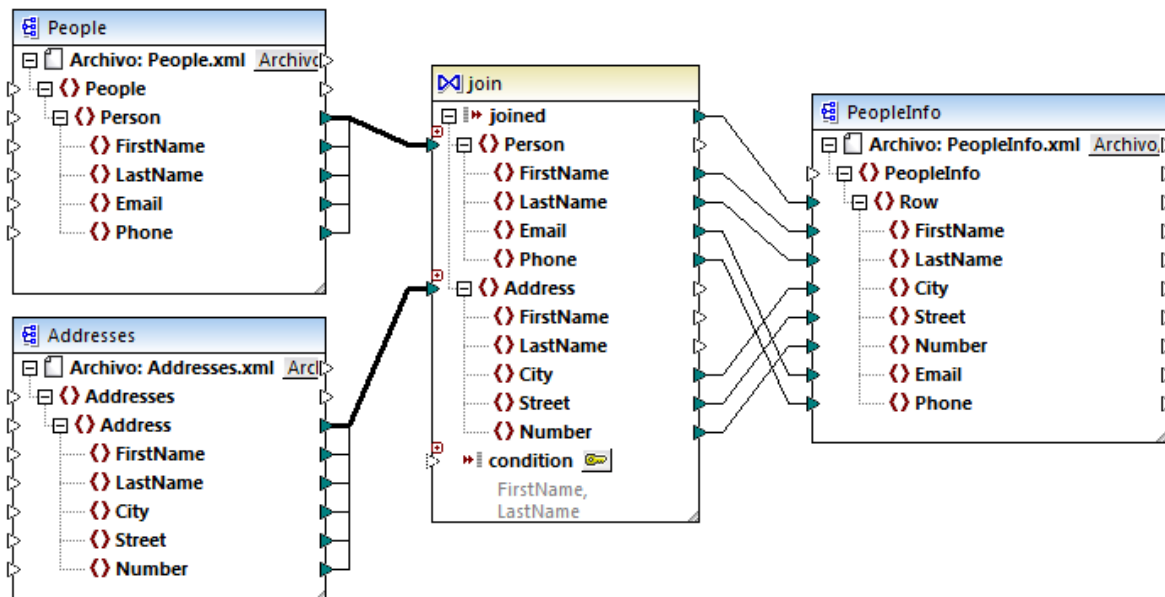 People
Archivo: People.xml Archivo
People
Person
FirstName
LastName
Email
Phone
Addresses
Archivo: Addresses.xml Arcl
Addresses
Address
FirstName
LastName
City
Street
Number
join
joined
Person
FirstName
LastName
Email
Phone
Address
FirstName
LastName
City
Street
Number
condition
FirstName,
LastName
PeopleInfo
Archivo: PeopleInfo.xml Archivo
PeopleInfo
Row
FirstName
LastName
City
Street
Number
Email
Phone